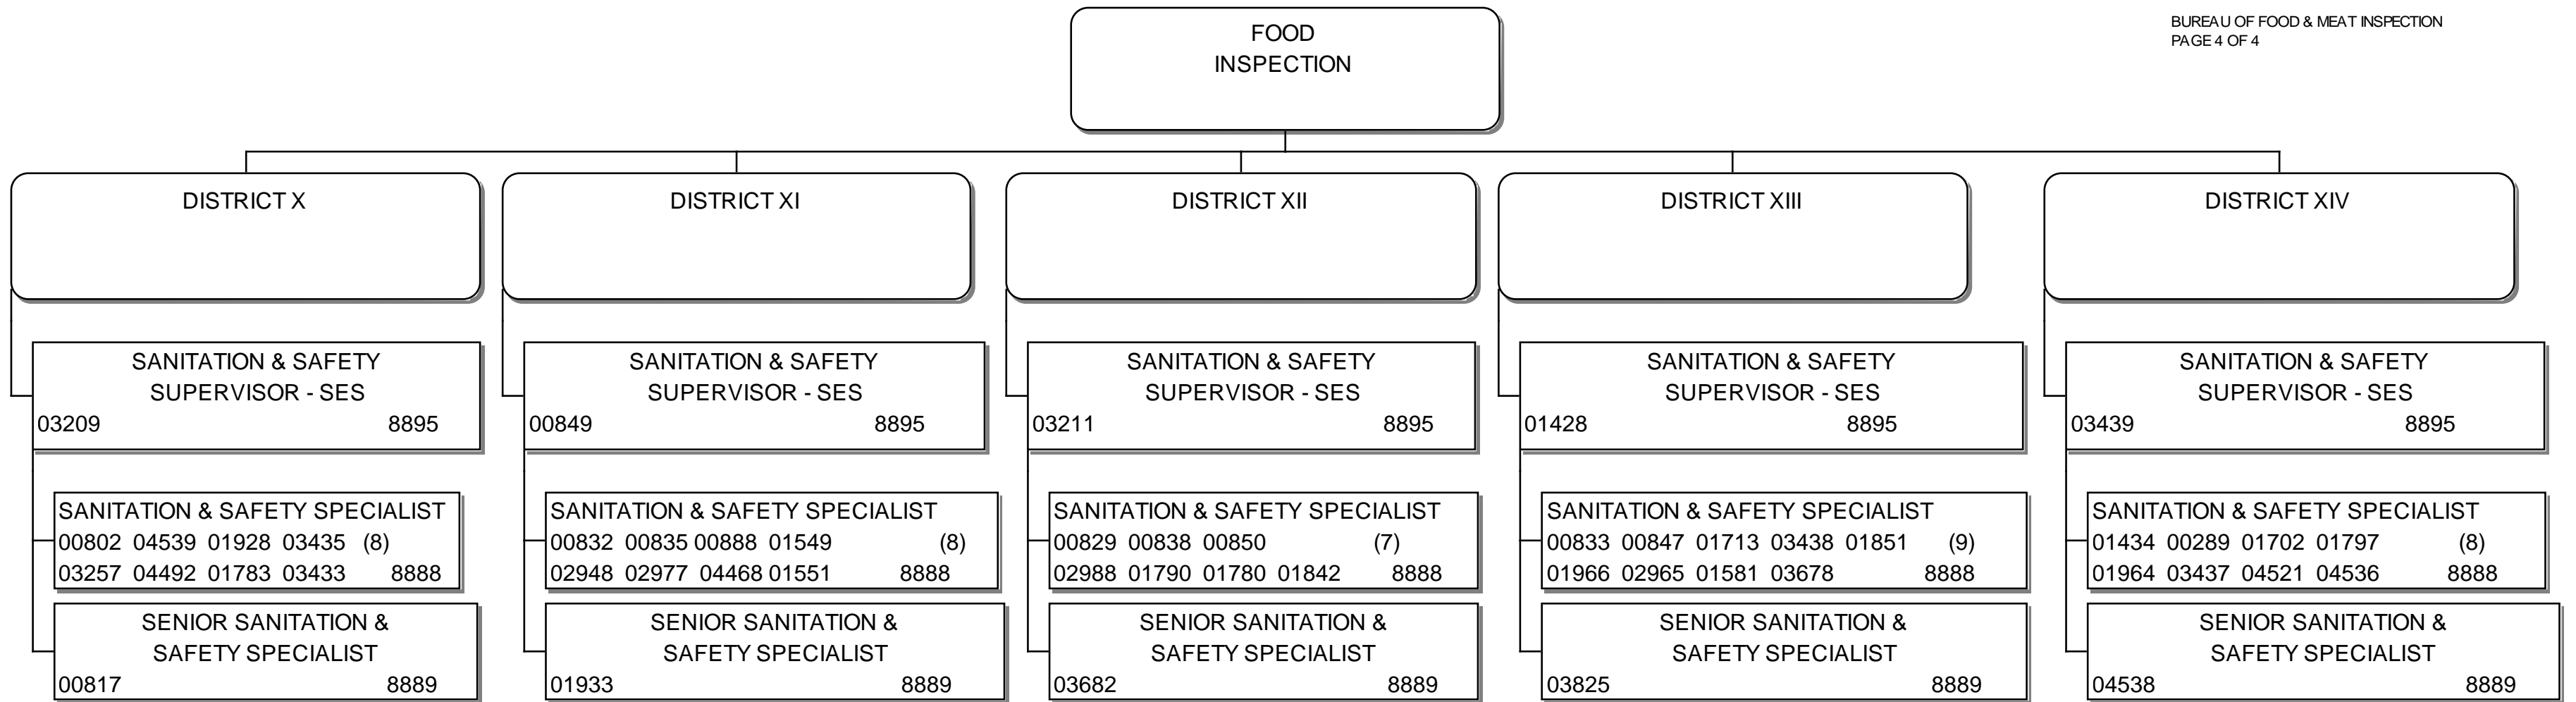 BUREAU OF FOOD & MEAT INSPECTION
PAGE 4 OF 4
FOOD
INSPECTION
DISTRICT X
SANITATION & SAFETY
SUPERVISOR - SES
03209 8895
SANITATION & SAFETY SPECIALIST
00802 04539 01928 03435 (8)
03257 04492 01783 03433 8888
SENIOR SANITATION &
SAFETY SPECIALIST
00817 8889
DISTRICT XI
SANITATION & SAFETY
SUPERVISOR - SES
00849 8895
SANITATION & SAFETY SPECIALIST
00832 00835 00888 01549 (8)
02948 02977 04468 01551 8888
SENIOR SANITATION &
SAFETY SPECIALIST
01933 8889
DISTRICT XII
SANITATION & SAFETY
SUPERVISOR - SES
03211 8895
SANITATION & SAFETY SPECIALIST
00829 00838 00850 (7)
02988 01790 01780 01842 8888
SENIOR SANITATION &
SAFETY SPECIALIST
03682 8889
DISTRICT XIII
SANITATION & SAFETY
SUPERVISOR - SES
01428 8895
SANITATION & SAFETY SPECIALIST
00833 00847 01713 03438 01851 (9)
01966 02965 01581 03678 8888
SENIOR SANITATION &
SAFETY SPECIALIST
03825 8889
DISTRICT XIV
SANITATION & SAFETY
SUPERVISOR - SES
03439 8895
SANITATION & SAFETY SPECIALIST
01434 00289 01702 01797 (8)
01964 03437 04521 04536 8888
SENIOR SANITATION &
SAFETY SPECIALIST
04538 8889